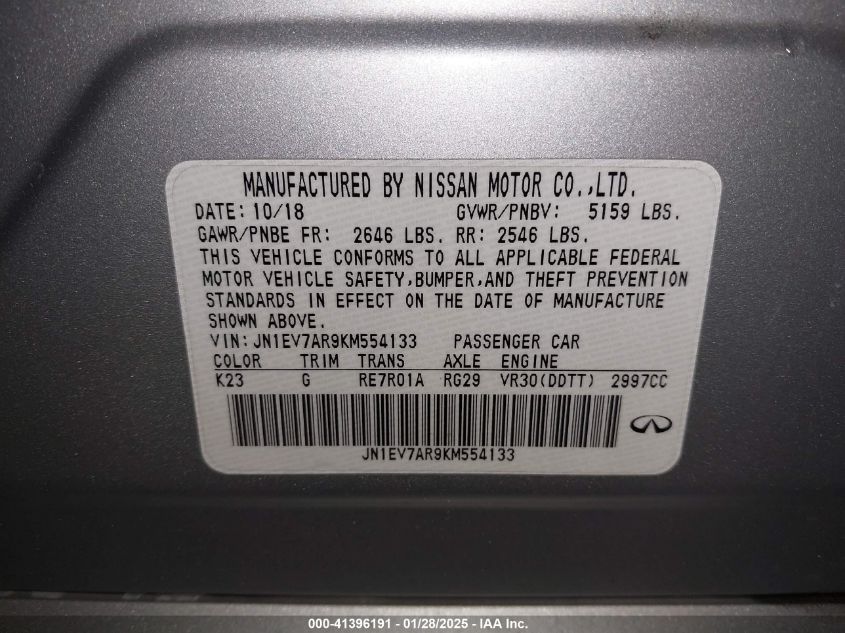 MANUFACTURED BY NISSAN MOTOR CO.,LTD.
DATE: 10/18 GVWR/PNBV: 5159 LBS.
GAWR/PNBE FR: 2646 LBS. RR: 2546 LBS.
THIS VEHICLE CONFORMS TO ALL APPLICABLE FEDERAL
MOTOR VEHICLE SAFETY,BUMPER,AND THEFT PREVENTION
STANDARDS IN EFFECT ON THE DATE OF MANUFACTURE
SHOWN ABOVE.
VIN:JN1EV7AR9KM554133 PASSENGER CAR
COLOR TRIM TRANS AXLE ENGINE
K23 G RE7R01A RG29 VR30(DDTT) 2997CC
JN1EV7AR9KM554133
000-41396191 - 01/28/2025 - IAA Inc.